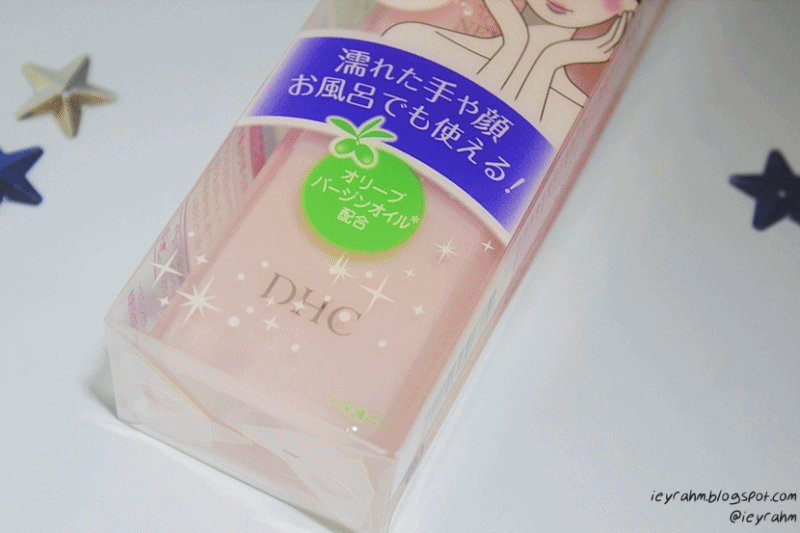 濡れた手や顔
お風呂でも使える!
オリーブ
バージンオイル*
配合
DHC
ieyrahm.blogspot.com
@ieyrahm